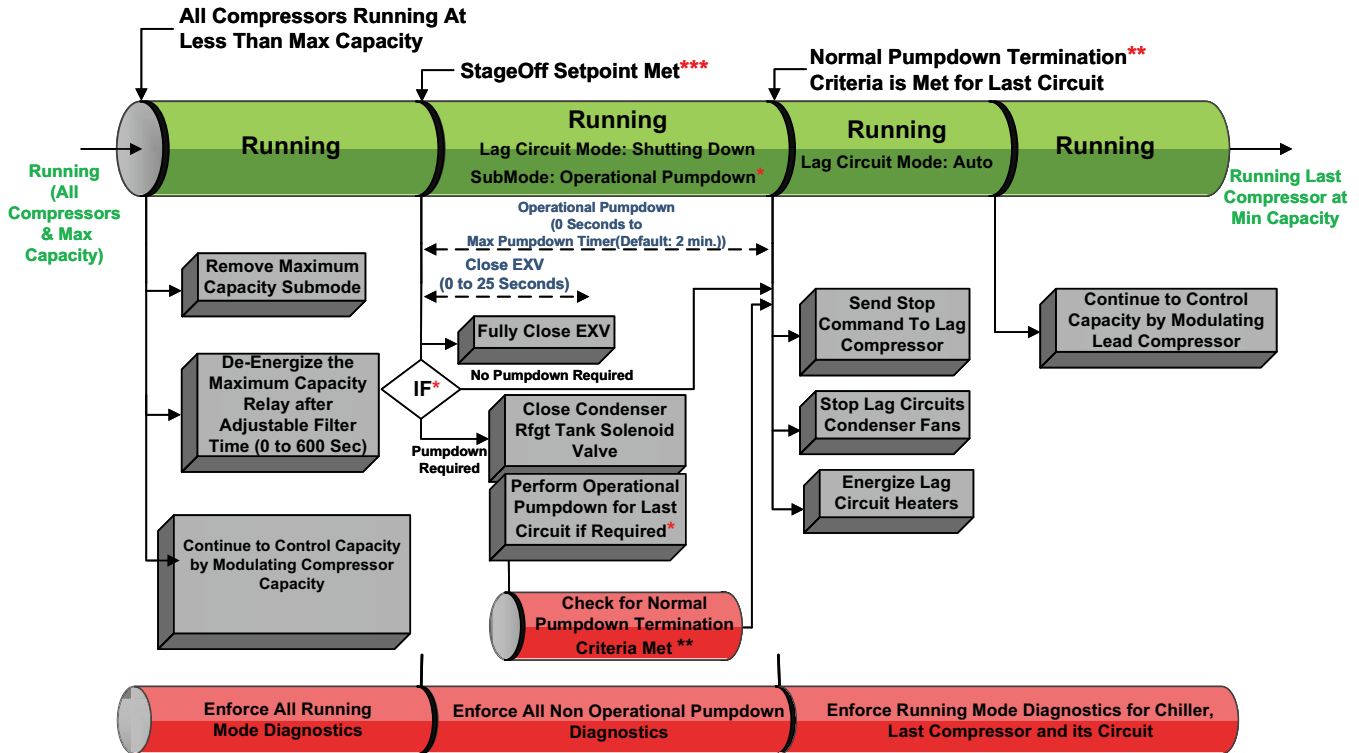 All Compressors Running At
Less Than Max Capacity
StageOff Setpoint Met***
Normal Pumpdown Termination**
Criteria is Met for Last Circuit
Running
(All
Compressors
& Max
Capacity)
Running
Running
Lag Circuit Mode: Shutting Down
SubMode: Operational Pumpdown*
Running
Lag Circuit Mode: Auto
Running
Running Last
Compressor at
Min Capacity
Operational Pumpdown
(0 Seconds to
Max Pumpdown Timer(Default: 2 min.))
Close EXV
(0 to 25 Seconds)
Remove Maximum
Capacity Submode
De-Energize the
Maximum Capacity
Relay after
Adjustable Filter
Time (0 to 600 Sec)
Continue to Control Capacity
by Modulating Compressor
Capacity
Fully Close EXV
IF*
No Pumpdown Required
Pumpdown
Required
Close Condenser
Rfgt Tank Solenoid
Valve
Perform Operational
Pumpdown for Last
Circuit if Required*
Check for Normal
Pumpdown Termination
Criteria Met **
Send Stop
Command To Lag
Compressor
Stop Lag Circuits
Condenser Fans
Energize Lag
Circuit Heaters
Continue to Control
Capacity by Modulating
Lead Compressor
Enforce All Running
Mode Diagnostics
Enforce All Non Operational Pumpdown
Diagnostics
Enforce Running Mode Diagnostics for Chiller,
Last Compressor and its Circuit